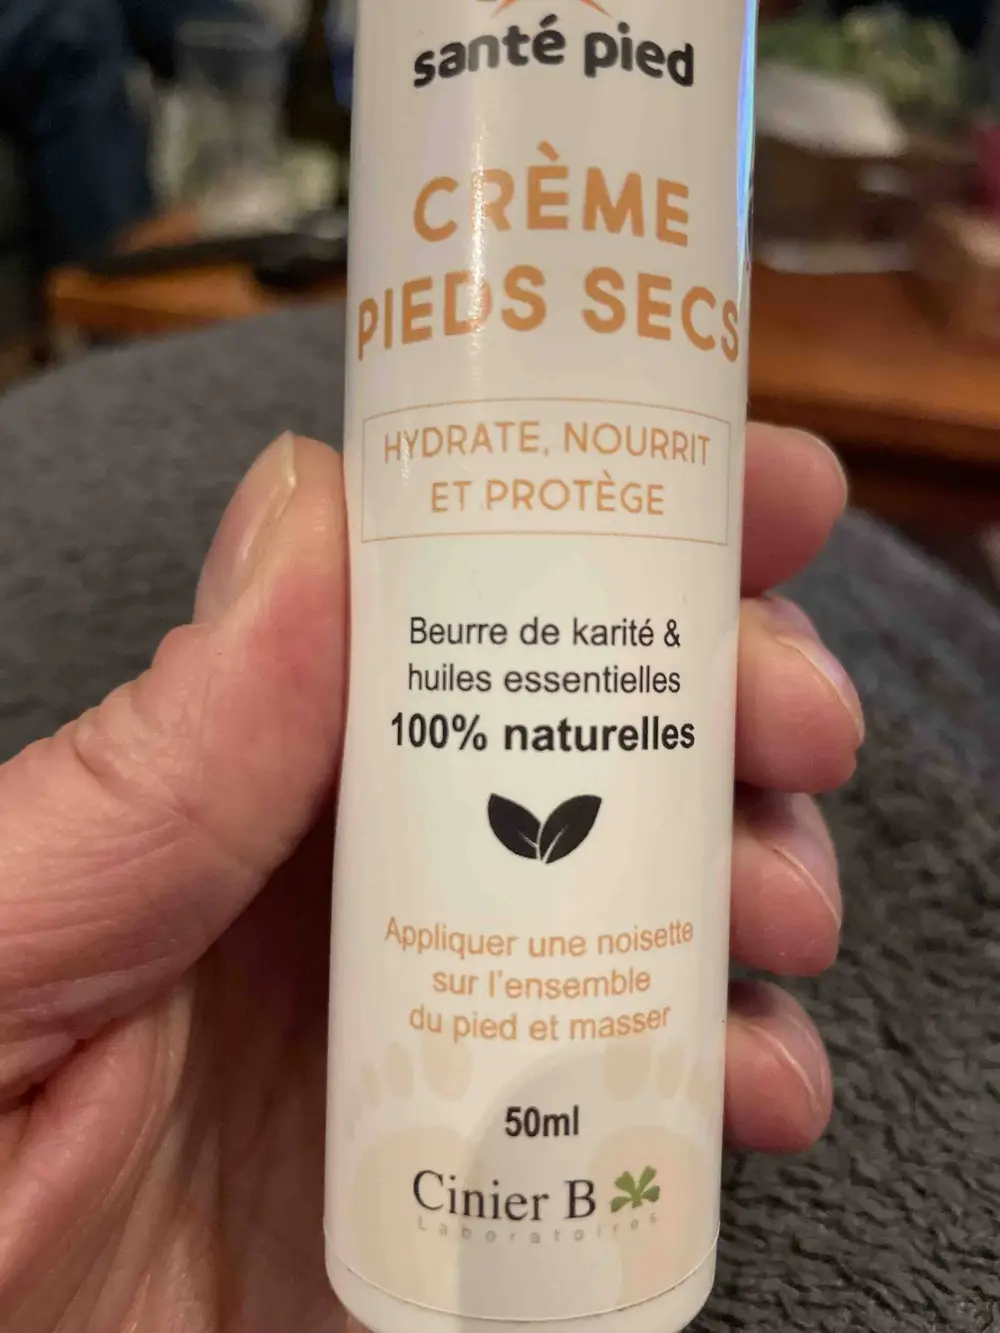 santé pied
CRÈME
PIEDS SECS
HYDRATE, NOURRIT
ET PROTÈGE
Beurre de karité &
huiles essentielles
100% naturelles
Appliquer une noisette
sur l'ensemble
du pied et masser
50ml
Cinier B
Laboratoires